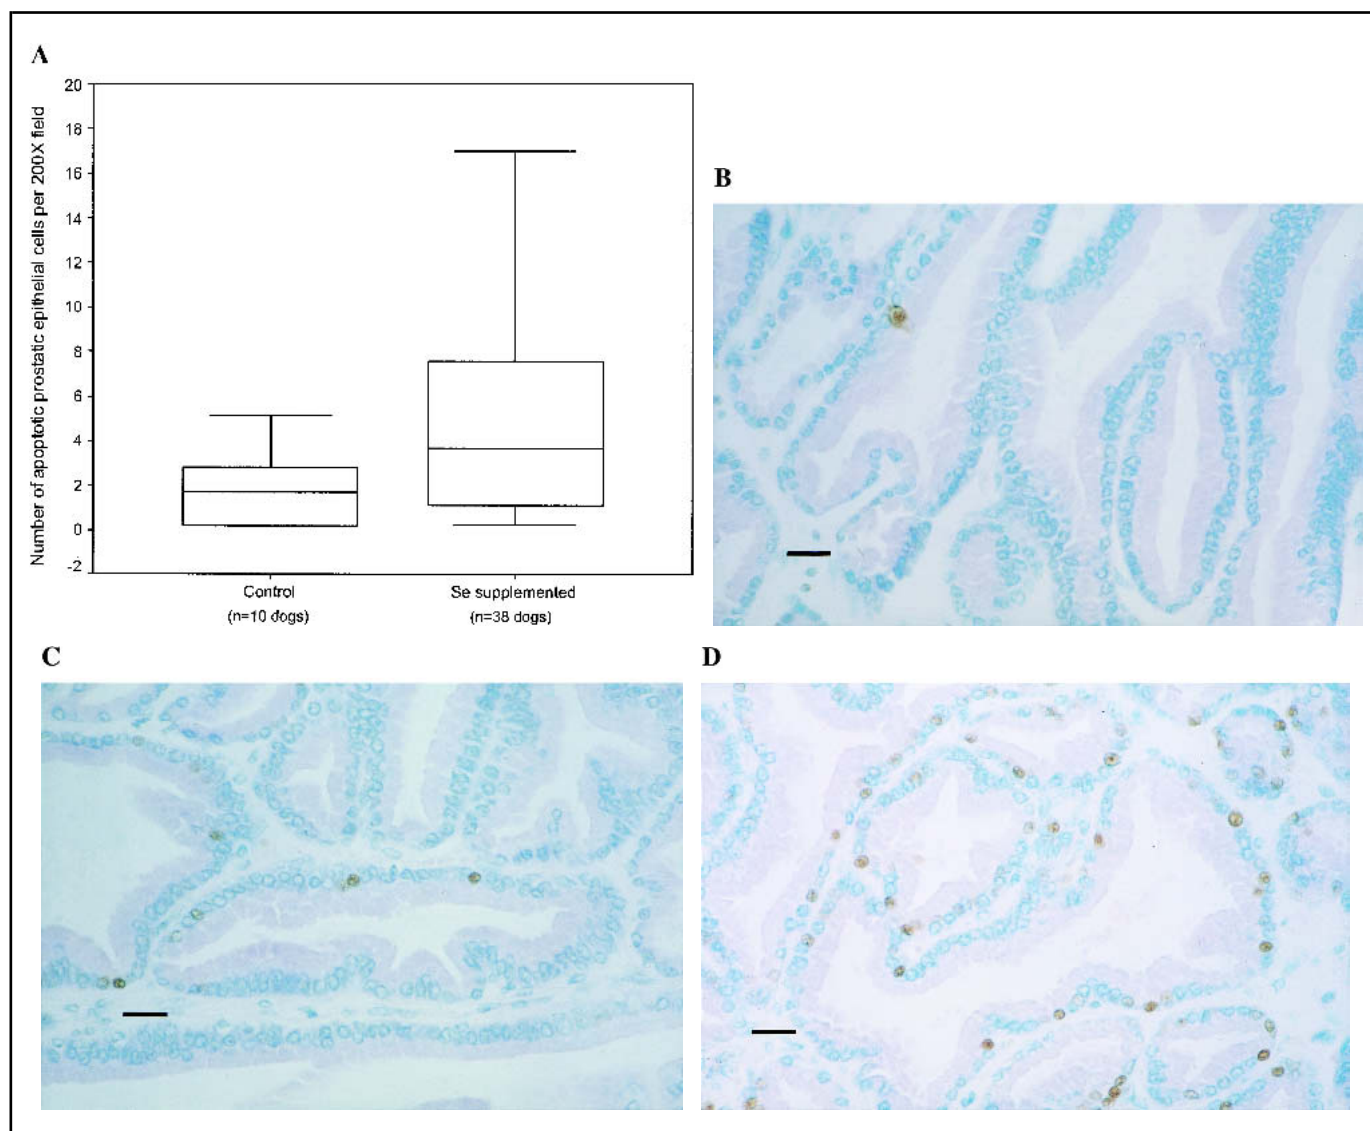 A
Number of apoptotic prostatic epithelial cells per 200X field
20
18
16
14
12
10
8
6
4
2
0
-2
Control
(n=10 dogs)
Se supplemented
(n=38 dogs)
B
C
D